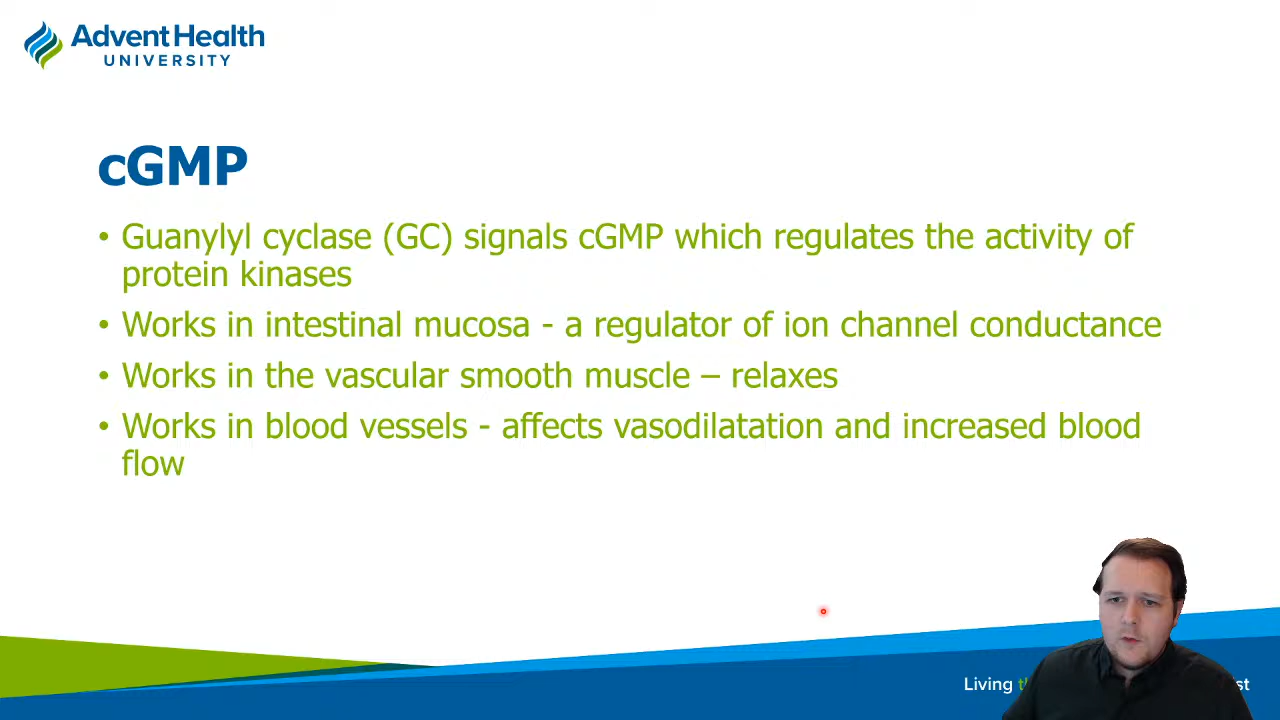 Advent Health
UNIVERSITY
cGMP
• Guanylyl cyclase (GC) signals cGMP which regulates the activity of
protein kinases
• Works in intestinal mucosa - a regulator of ion channel conductance
• Works in the vascular smooth muscle – relaxes
• Works in blood vessels - affects vasodilatation and increased blood
flow
Living